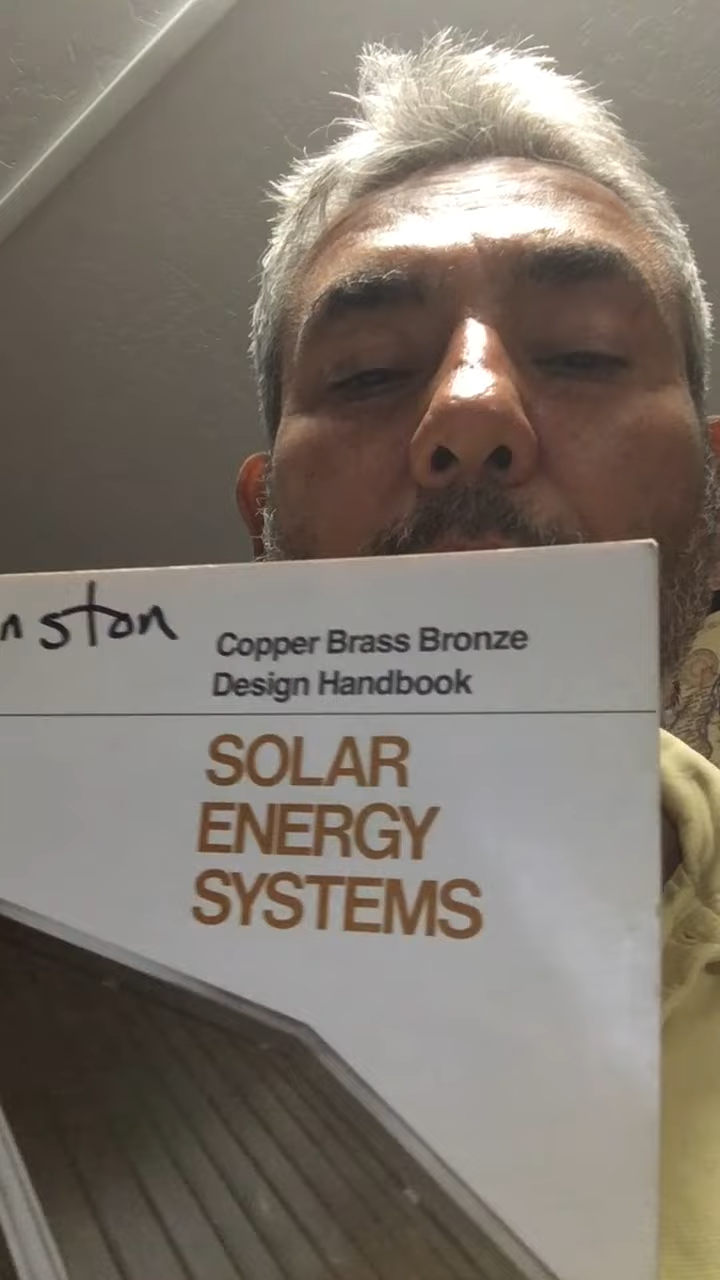 nston
Copper Brass Bronze
Design Handbook
SOLAR
ENERGY
SYSTEMS